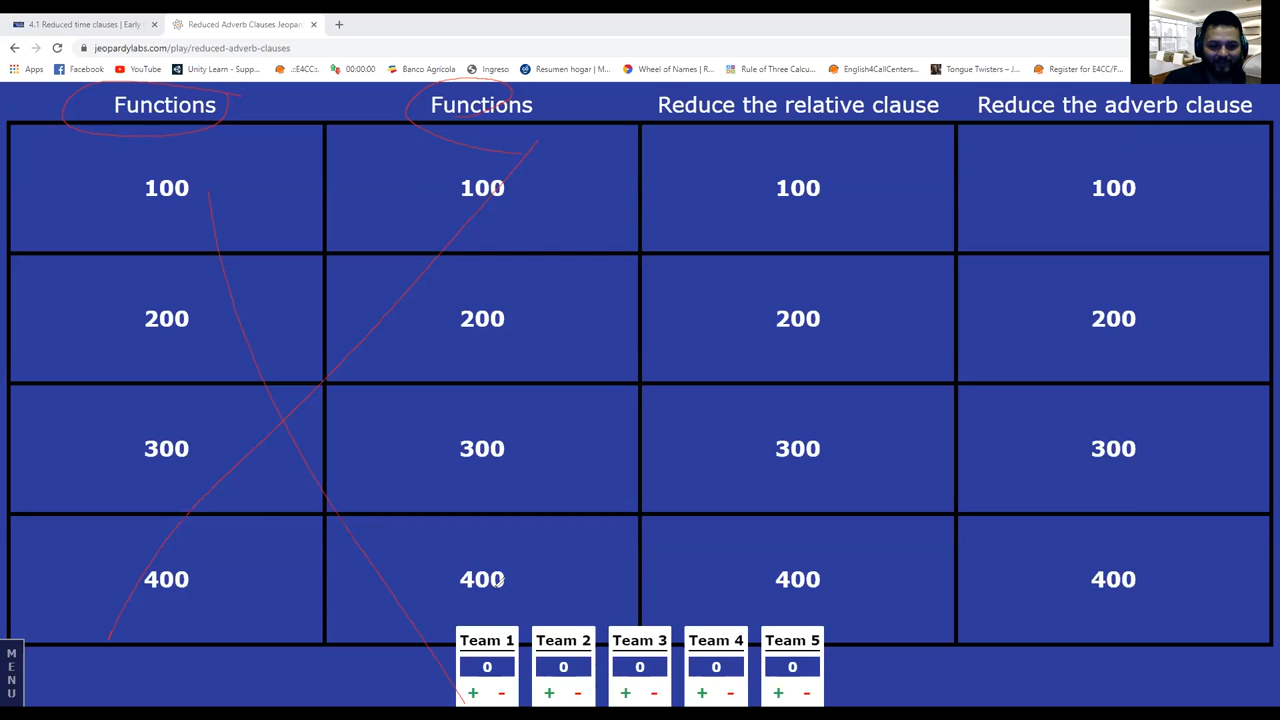 4.1 Reduced time clauses | Early
Reduced Adverb Clauses Jeopar
jeopardylabs.com/play/reduced-adverb-clauses
Apps Facebook YouTube Unity Learn - Supp... .::E4CC:. 00:00:00 Banco Agrícola Ingreso Resumen hogar | M... Wheel of Names | R... Rule of Three Calcu... English4CallCenters... Tongue Twisters – J... Register for E4CC/F...
Functions Functions Reduce the relative clause Reduce the adverb clause
100 100 100 100
200 200 200 200
300 300 300 300
400 400 400 400
Team 1 Team 2 Team 3 Team 4 Team 5
0 0 0 0 0
+ - + - + - + - + -
MENU